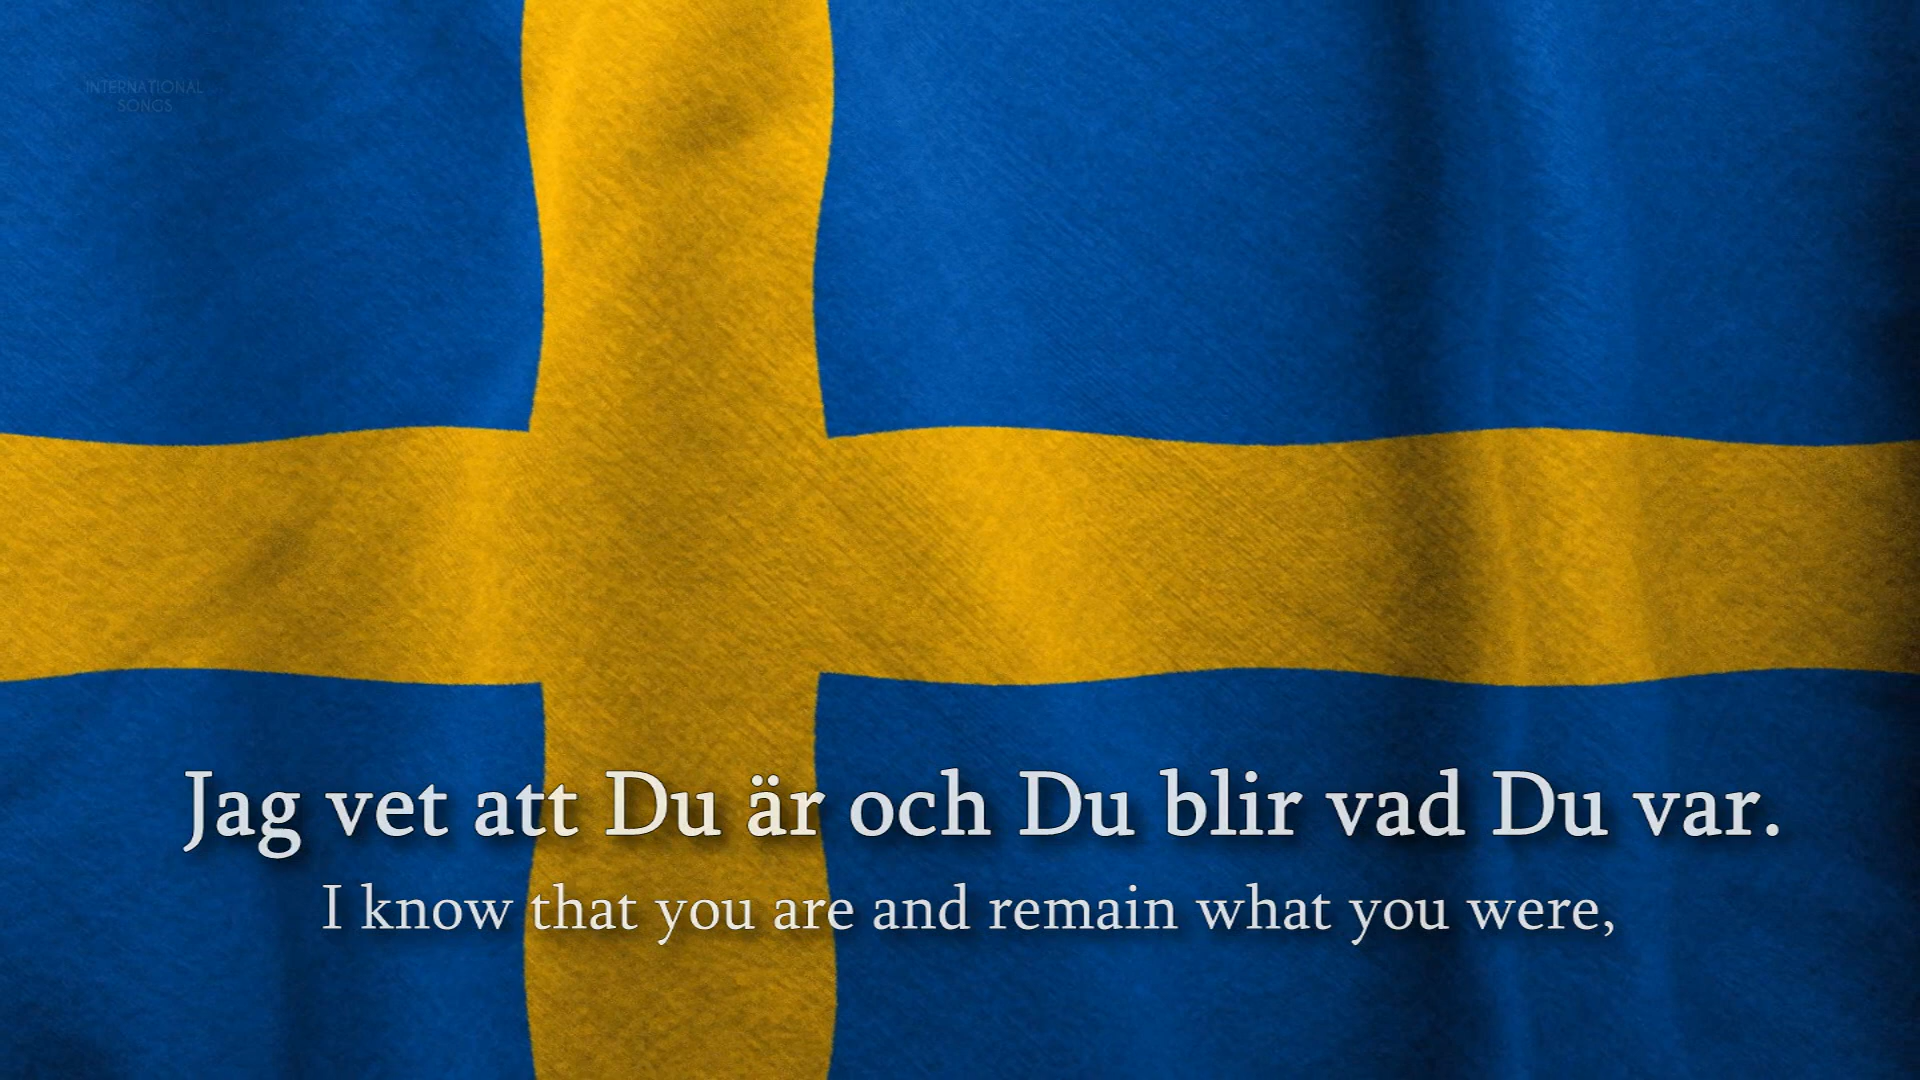 INTERNATIONAL
SONGS
Jag vet att Du är och Du blir vad Du var.
I know that you are and remain what you were,